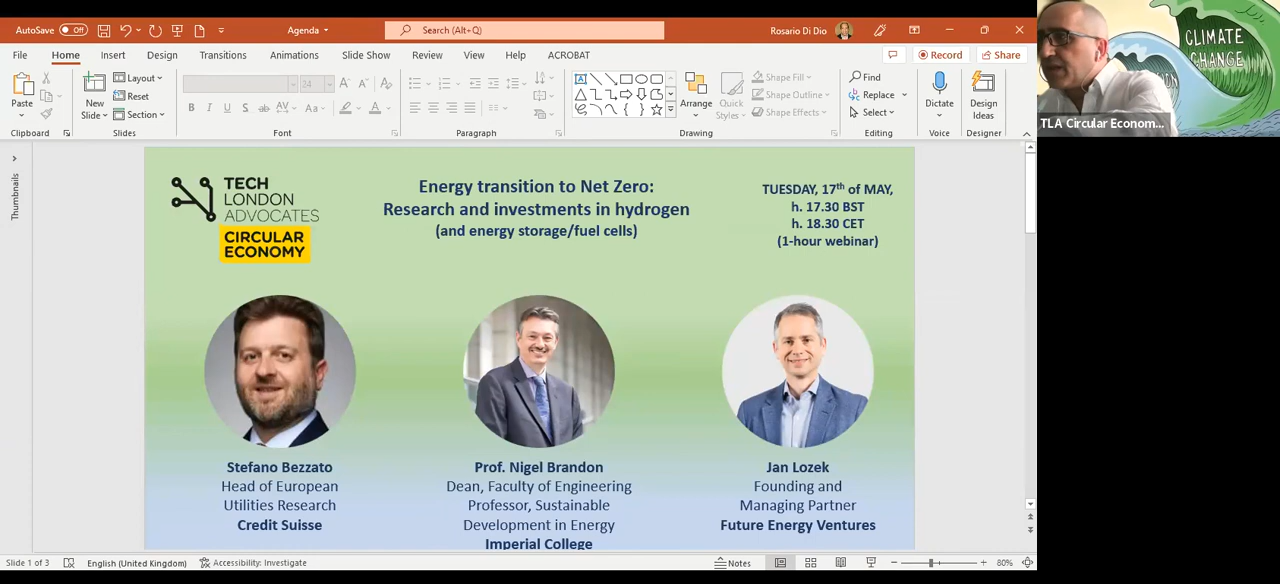 AutoSave Off
Agenda
Search (Alt+Q)
Rosario Di Dio
File Home Insert Design Transitions Animations Slide Show Review View Help ACROBAT
Record Share
Paste
New Slide
Layout
Reset
Section
24
Arrange
Quick Styles
Shape Fill
Shape Outline
Shape Effects
Find
Replace
Select
Dictate
Design Ideas
Clipboard Slides Font Paragraph Drawing Editing Voice Designer
Thumbnails
TECH
LONDON
ADVOCATES
CIRCULAR
ECONOMY
Energy transition to Net Zero:
Research and investments in hydrogen
(and energy storage/fuel cells)
TUESDAY, 17th of MAY,
h. 17.30 BST
h. 18.30 CET
(1-hour webinar)
Stefano Bezzato
Head of European
Utilities Research
Credit Suisse
Prof. Nigel Brandon
Dean, Faculty of Engineering
Professor, Sustainable
Development in Energy
Imperial College
Jan Lozek
Founding and
Managing Partner
Future Energy Ventures
Slide 1 of 3
English (United Kingdom)
Accessibility: Investigate
Notes
80%
CLIMATE
CHANGE
TLA Circular Econom...